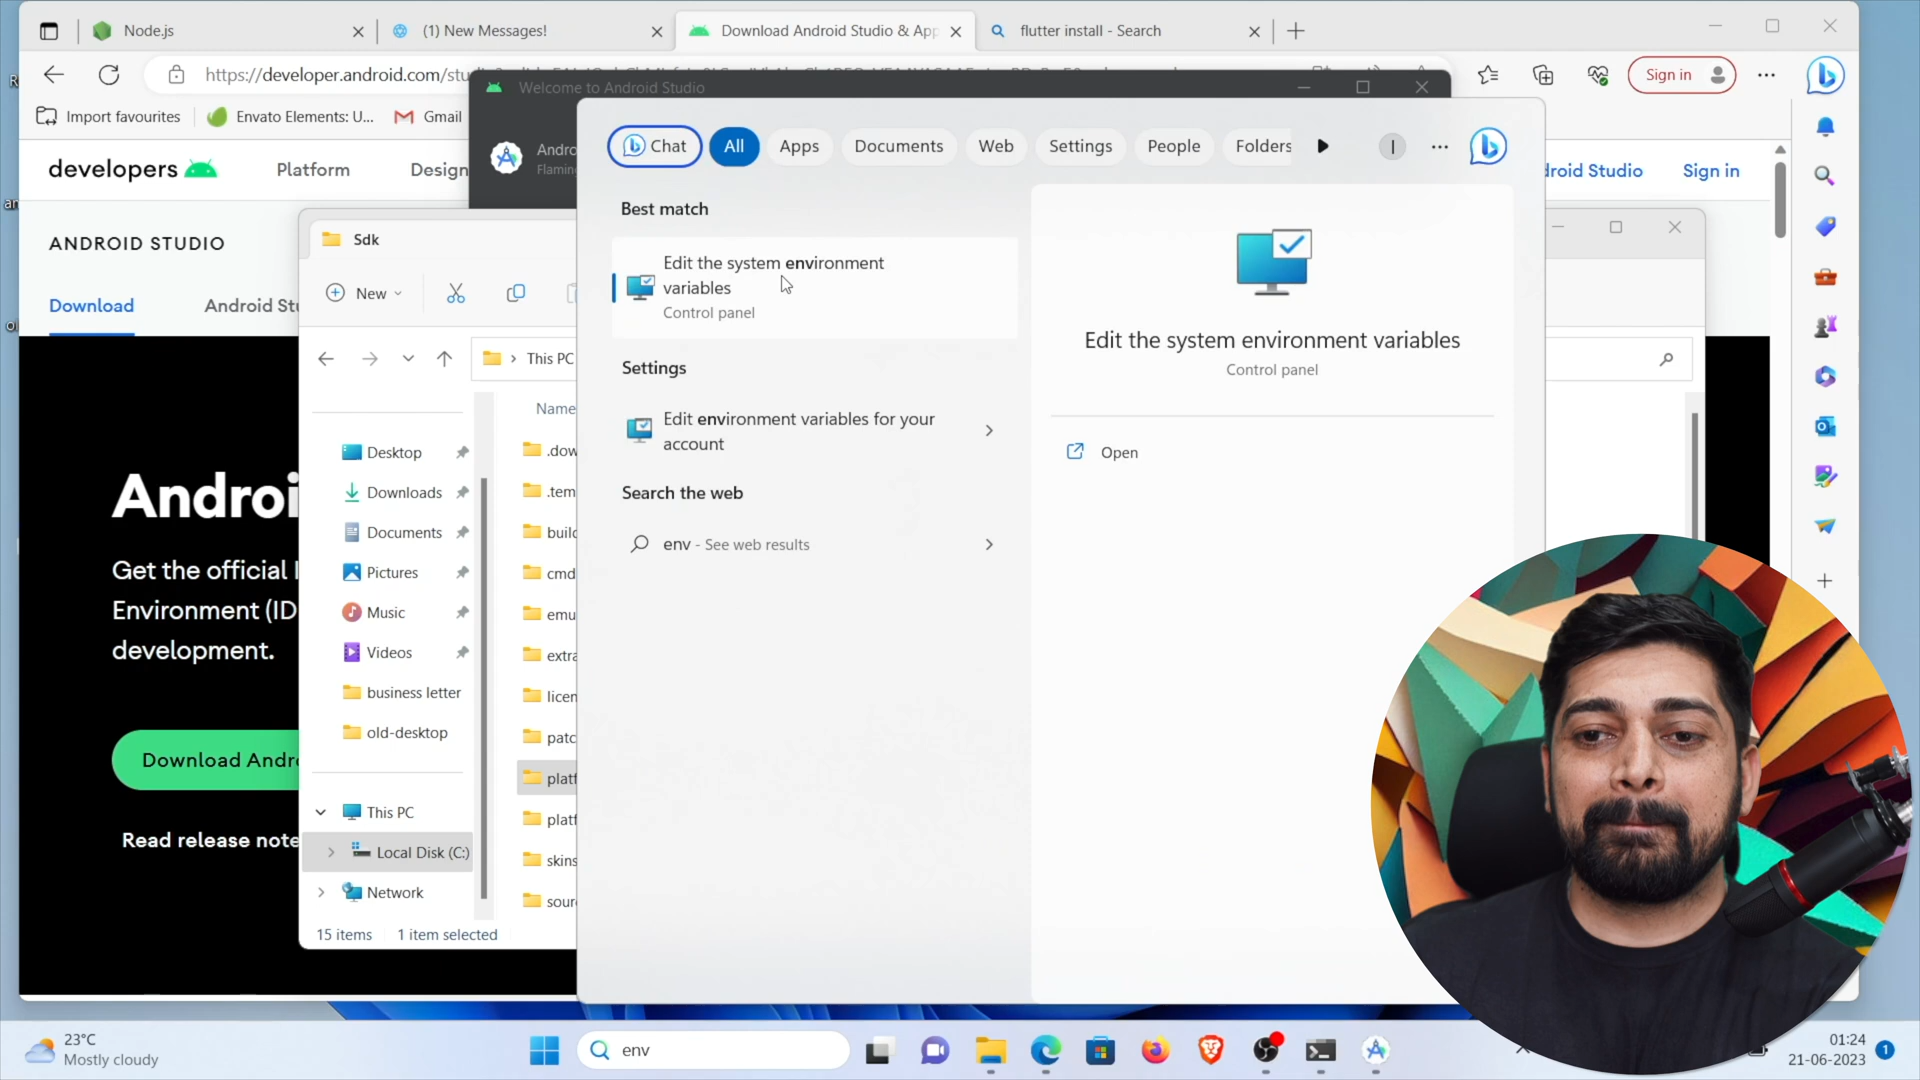 Node.js
(1) New Messages!
Download Android Studio & App
flutter install - Search
https://developer.android.com/stu
Sign in
Import favourites
Envato Elements: U...
Gmail
Welcome to Android Studio
developers
Platform
Design
Andro
Flaming
droid Studio
Sign in
ANDROID STUDIO
Download
Android Stu
Androi
Get the official I
Environment (ID
development.
Download Andro
Read release note
Sdk
New
This PC
Name
Desktop
Downloads
Documents
Pictures
Music
Videos
business letter
old-desktop
This PC
Local Disk (C:)
Network
.dow
.tem
build
cmd
emu
extra
licen
patc
platf
platf
skins
sour
15 items
1 item selected
Chat
All
Apps
Documents
Web
Settings
People
Folders
I
Best match
Edit the system environment
variables
Control panel
Settings
Edit environment variables for your
account
Search the web
env - See web results
Edit the system environment variables
Control panel
Open
23°C
Mostly cloudy
env
01:24
21-06-2023
1